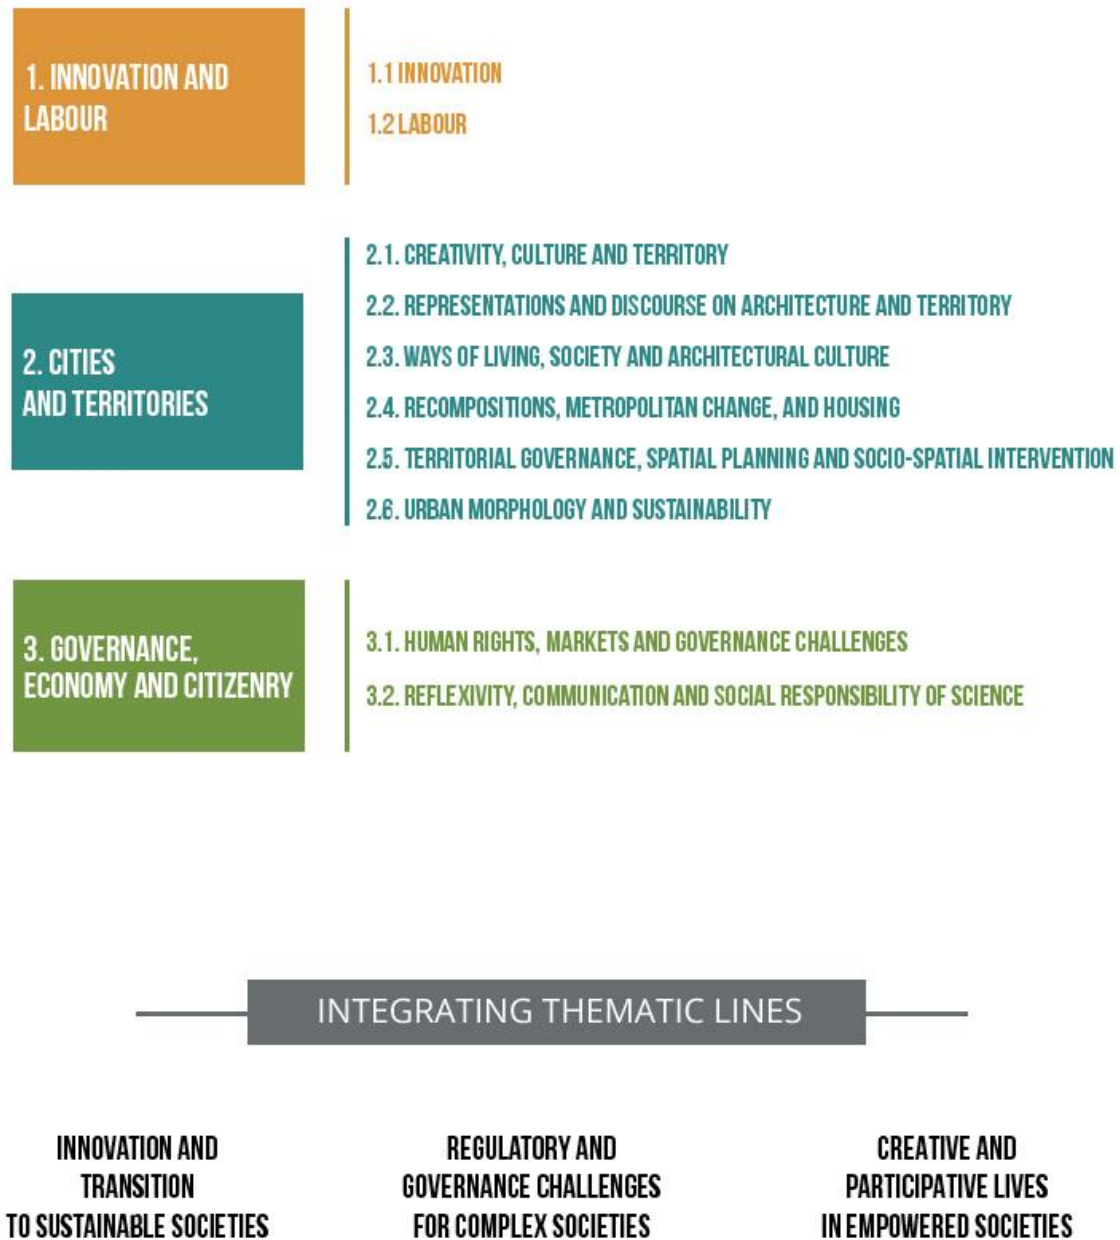 1. INNOVATION AND
LABOUR
1.1 INNOVATION
1.2 LABOUR
2. CITIES
AND TERRITORIES
2.1. CREATIVITY, CULTURE AND TERRITORY
2.2. REPRESENTATIONS AND DISCOURSE ON ARCHITECTURE AND TERRITORY
2.3. WAYS OF LIVING, SOCIETY AND ARCHITECTURAL CULTURE
2.4. RECOMPOSITIONS, METROPOLITAN CHANGE, AND HOUSING
2.5. TERRITORIAL GOVERNANCE, SPATIAL PLANNING AND SOCIO-SPATIAL INTERVENTION
2.6. URBAN MORPHOLOGY AND SUSTAINABILITY
3. GOVERNANCE,
ECONOMY AND CITIZENRY
3.1. HUMAN RIGHTS, MARKETS AND GOVERNANCE CHALLENGES
3.2. REFLEXIVITY, COMMUNICATION AND SOCIAL RESPONSIBILITY OF SCIENCE
INTEGRATING THEMATIC LINES
INNOVATION AND
TRANSITION
TO SUSTAINABLE SOCIETIES
REGULATORY AND
GOVERNANCE CHALLENGES
FOR COMPLEX SOCIETIES
CREATIVE AND
PARTICIPATIVE LIVES
IN EMPOWERED SOCIETIES